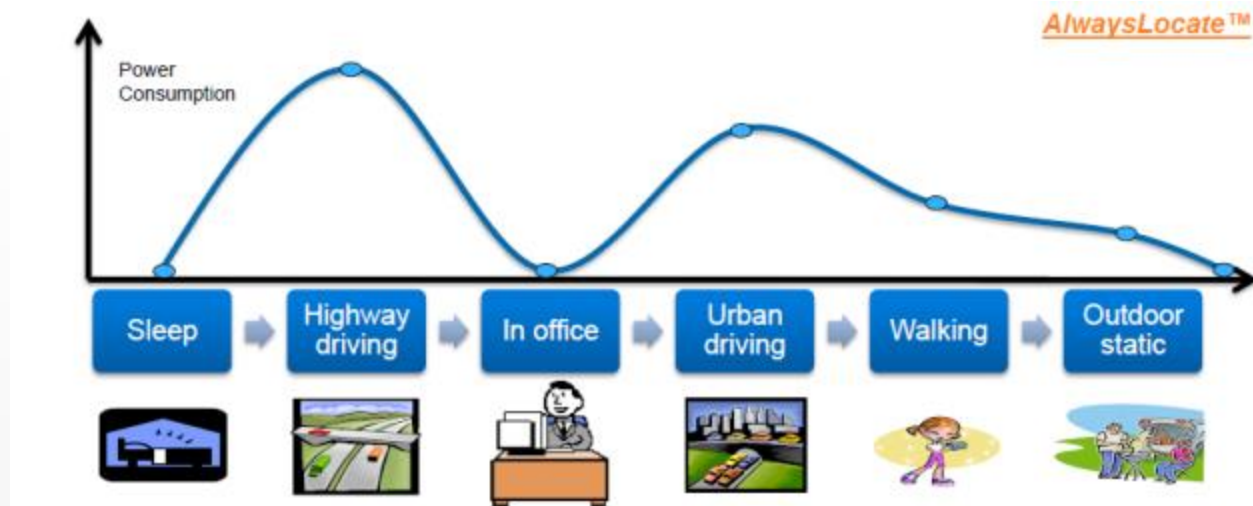 AlwaysLocate™
Power
Consumption
Sleep
Highway
driving
In office
Urban
driving
Walking
Outdoor
static